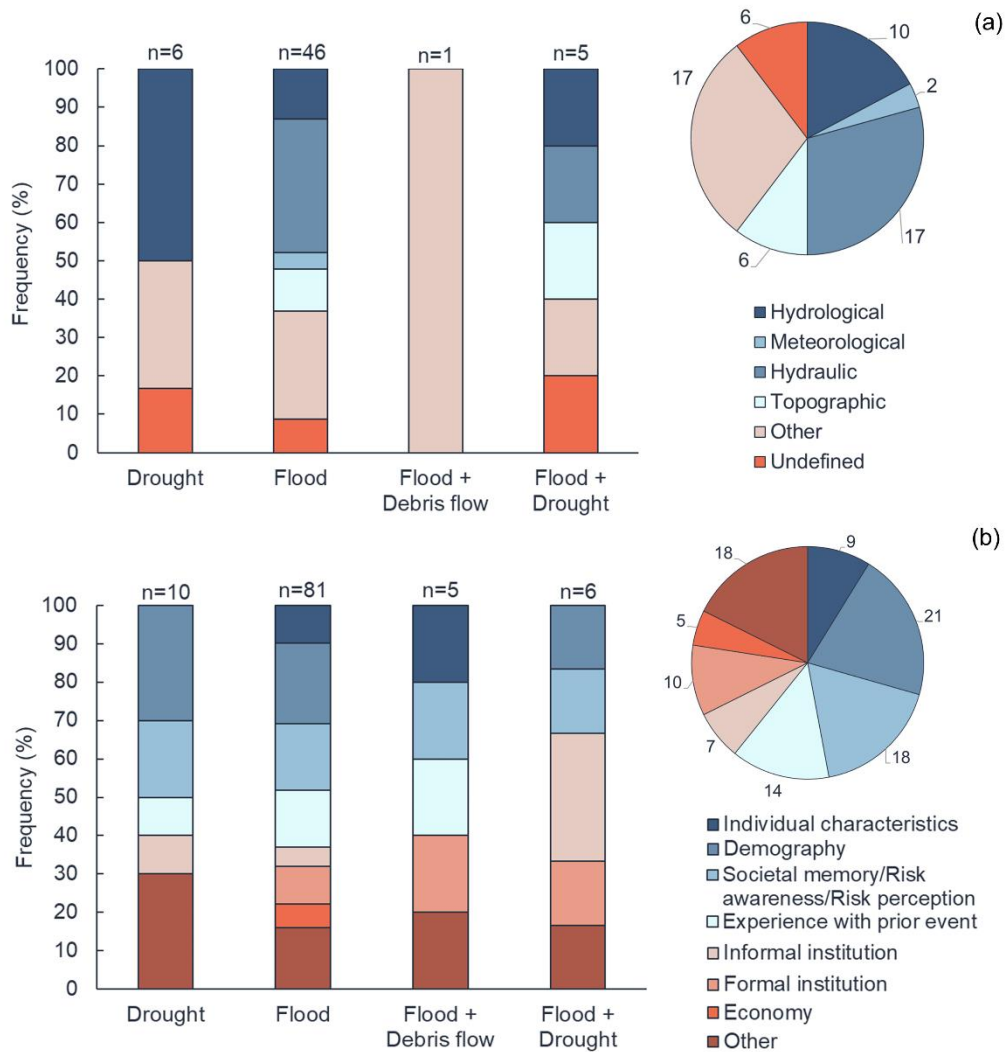 (a)
n=6 n=46 n=1 n=5
Frequency (%)
100
90
80
70
60
50
40
30
20
10
0
Drought
Flood
Flood +
Debris flow
Flood +
Drought
6
10
2
17
17
6
Hydrological
Meteorological
Hydraulic
Topographic
Other
Undefined
(b)
n=10 n=81 n=5 n=6
Frequency (%)
100
90
80
70
60
50
40
30
20
10
0
Drought
Flood
Flood +
Debris flow
Flood +
Drought
18
9
5
21
10
7
18
14
Individual characteristics
Demography
Societal memory/Risk
awareness/Risk perception
Experience with prior event
Informal institution
Formal institution
Economy
Other